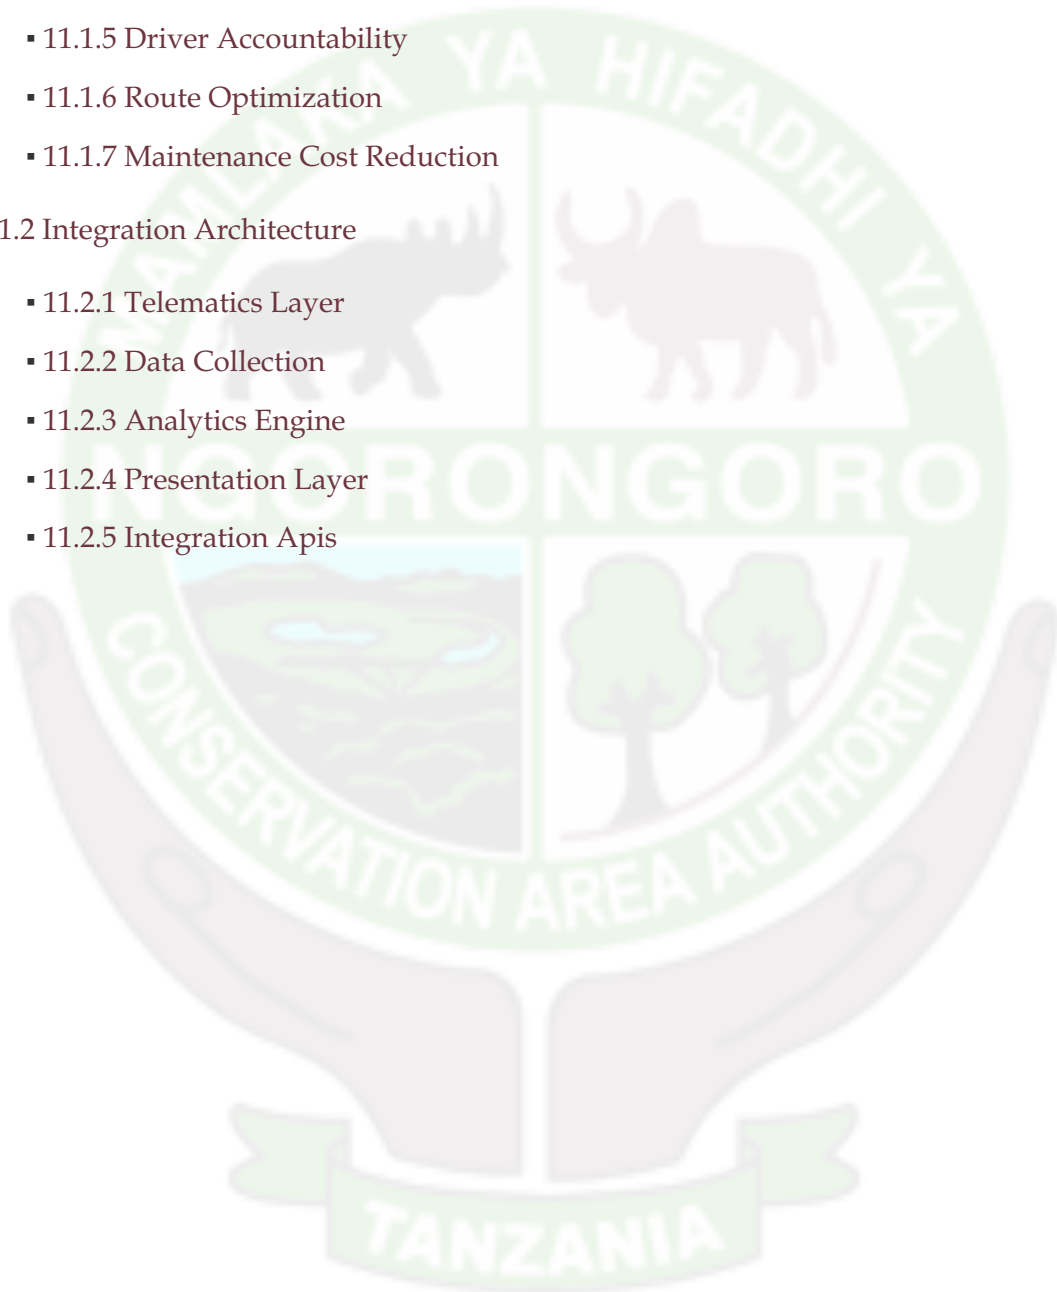 ▪ 11.1.5 Driver Accountability
▪ 11.1.6 Route Optimization
▪ 11.1.7 Maintenance Cost Reduction
1.2 Integration Architecture
▪ 11.2.1 Telematics Layer
▪ 11.2.2 Data Collection
▪ 11.2.3 Analytics Engine
▪ 11.2.4 Presentation Layer
▪ 11.2.5 Integration Apis
MAMLAKA YA HIFADHI YA
NGORONGORO
CONSERVATION AREA AUTHORITY
TANZANIA